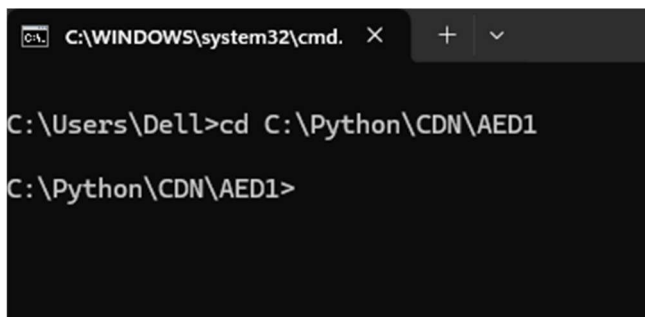 C:\WINDOWS\system32\cmd.
C:\Users\Dell>cd C:\Python\CDN\AED1
C:\Python\CDN\AED1>